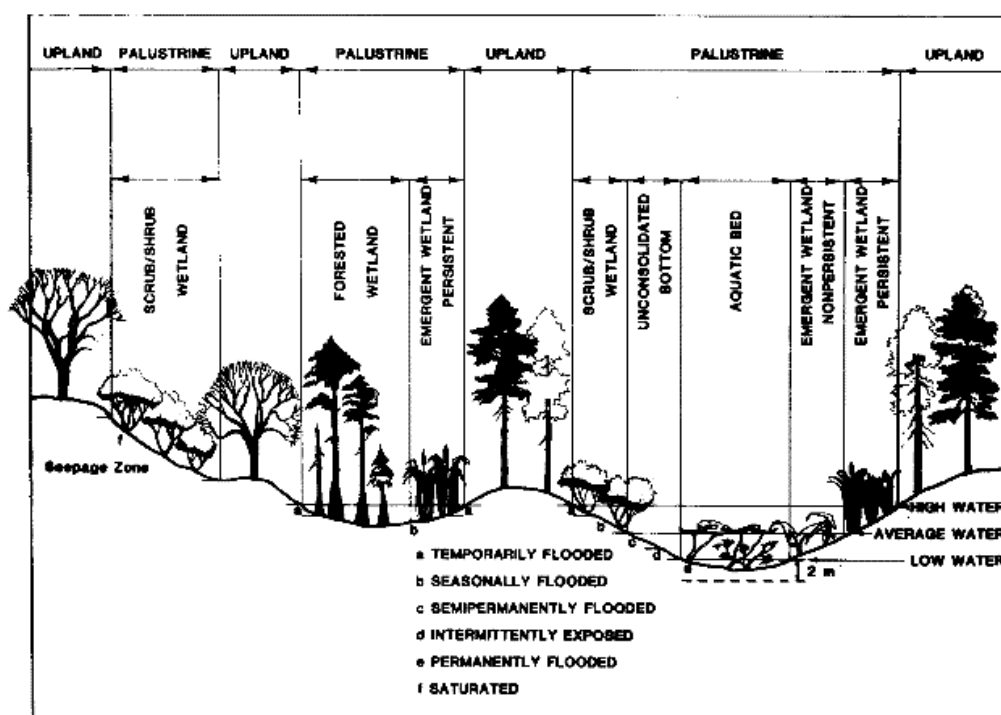 UPLAND PALUSTRINE UPLAND PALUSTRINE UPLAND PALUSTRINE UPLAND
SCRUB/SHRUB
WETLAND
FORESTED
WETLAND
EMERGENT WETLAND
PERSISTENT
SCRUB/SHRUB
WETLAND
UNCONSOLIDATED
BOTTOM
AQUATIC BED
EMERGENT WETLAND
NONPERSISTENT
EMERGENT WETLAND
PERSISTENT
f
Seepage Zone
a
b
a
a
b
c
d
e
HIGH WATER
AVERAGE WATER
LOW WATER
2 m
a TEMPORARILY FLOODED
b SEASONALLY FLOODED
c SEMIPERMANENTLY FLOODED
d INTERMITTENTLY EXPOSED
e PERMANENTLY FLOODED
f SATURATED